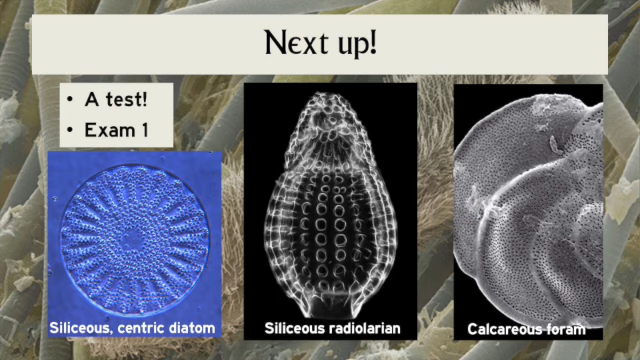 Next up!
• A test!
• Exam 1
Siliceous, centric diatom
Siliceous radiolarian
Calcareous foram